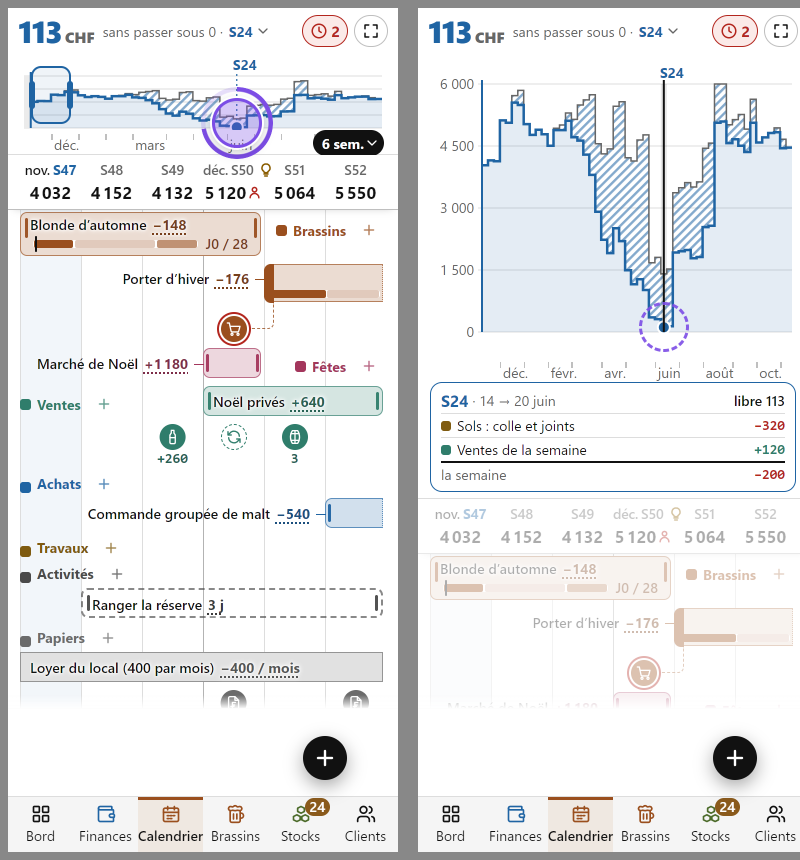 113 CHF sans passer sous 0 · S24 2
S24
déc. mars
6 sem.
nov. S47 S48 S49 déc. S50 S51 S52
4 032 4 152 4 132 5 120 5 064 5 550
Blonde d'automne −148
J0 / 28
Brassins +
Porter d'hiver −176
Marché de Noël +1 180
Fêtes +
Ventes +
Noël privés +640
+260 3
Achats +
Commande groupée de malt −540
Travaux +
Activités +
Ranger la réserve 3 j
Papiers +
Loyer du local (400 par mois) −400 / mois
+
24
Bord Finances Calendrier Brassins Stocks Clients
113 CHF sans passer sous 0 · S24 2
S24
6 000
4 500
3 000
1 500
0
déc. févr. avr. juin août oct.
S24 · 14 → 20 juin libre 113
Sols : colle et joints −320
Ventes de la semaine +120
la semaine −200
nov. S47 S48 S49 déc. S50 S51 S52
4 032 4 152 4 132 5 120 5 064 5 550
Blonde d'automne −148
J0 / 28
Brassins +
Porter d'hiver −176
Marché de Noël +1 180
+
24
Bord Finances Calendrier Brassins Stocks Clients